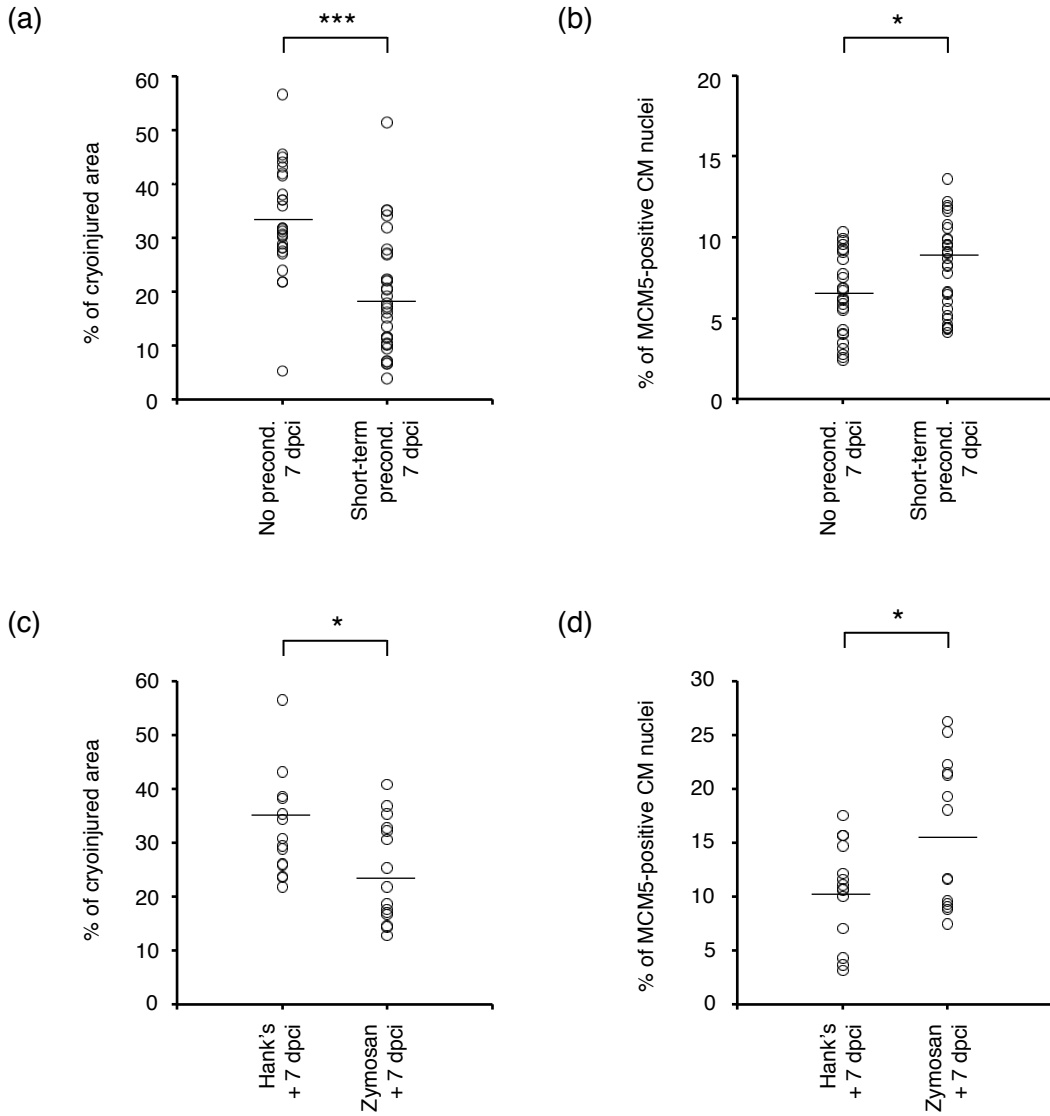 (a)
***
% of cryoinjured area
60
50
40
30
20
10
0
No precond.
7 dpci
Short-term
precond.
7 dpci
(b)
*
% of MCM5-positive CM nuclei
20
15
10
5
0
No precond.
7 dpci
Short-term
precond.
7 dpci
(c)
*
% of cryoinjured area
60
50
40
30
20
10
0
Hank's
+ 7 dpci
Zymosan
+ 7 dpci
(d)
*
% of MCM5-positive CM nuclei
30
25
20
15
10
5
0
Hank's
+ 7 dpci
Zymosan
+ 7 dpci